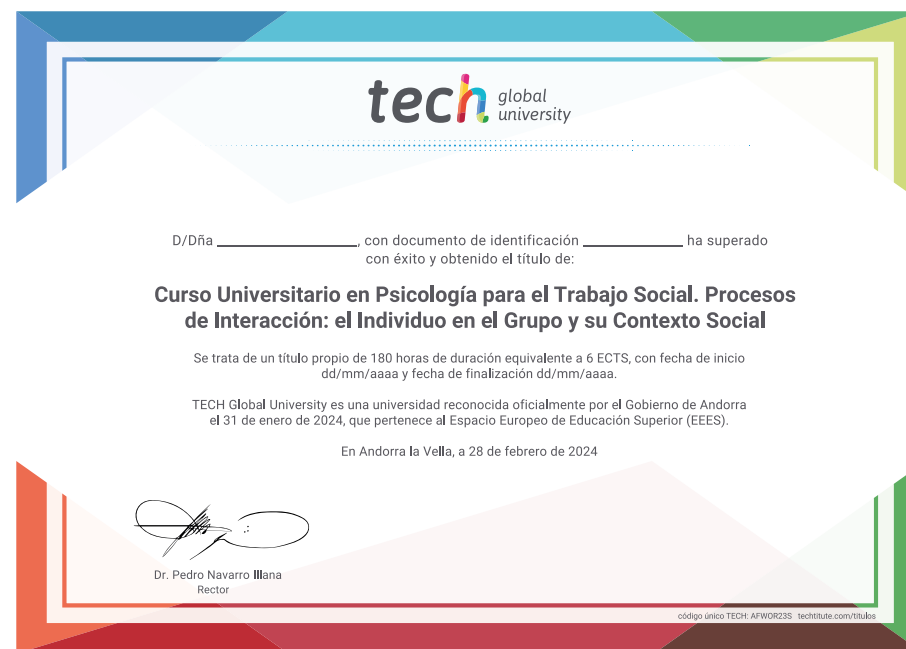 tech global university
D/Dña ____________________, con documento de identificación ______________ ha superado
con éxito y obtenido el título de:
Curso Universitario en Psicología para el Trabajo Social. Procesos
de Interacción: el Individuo en el Grupo y su Contexto Social
Se trata de un título propio de 180 horas de duración equivalente a 6 ECTS, con fecha de inicio
dd/mm/aaaa y fecha de finalización dd/mm/aaaa.
TECH Global University es una universidad reconocida oficialmente por el Gobierno de Andorra
el 31 de enero de 2024, que pertenece al Espacio Europeo de Educación Superior (EEES).
En Andorra la Vella, a 28 de febrero de 2024
Dr. Pedro Navarro Illana
Rector
código único TECH: AFWOR23S techtitute.com/titulos